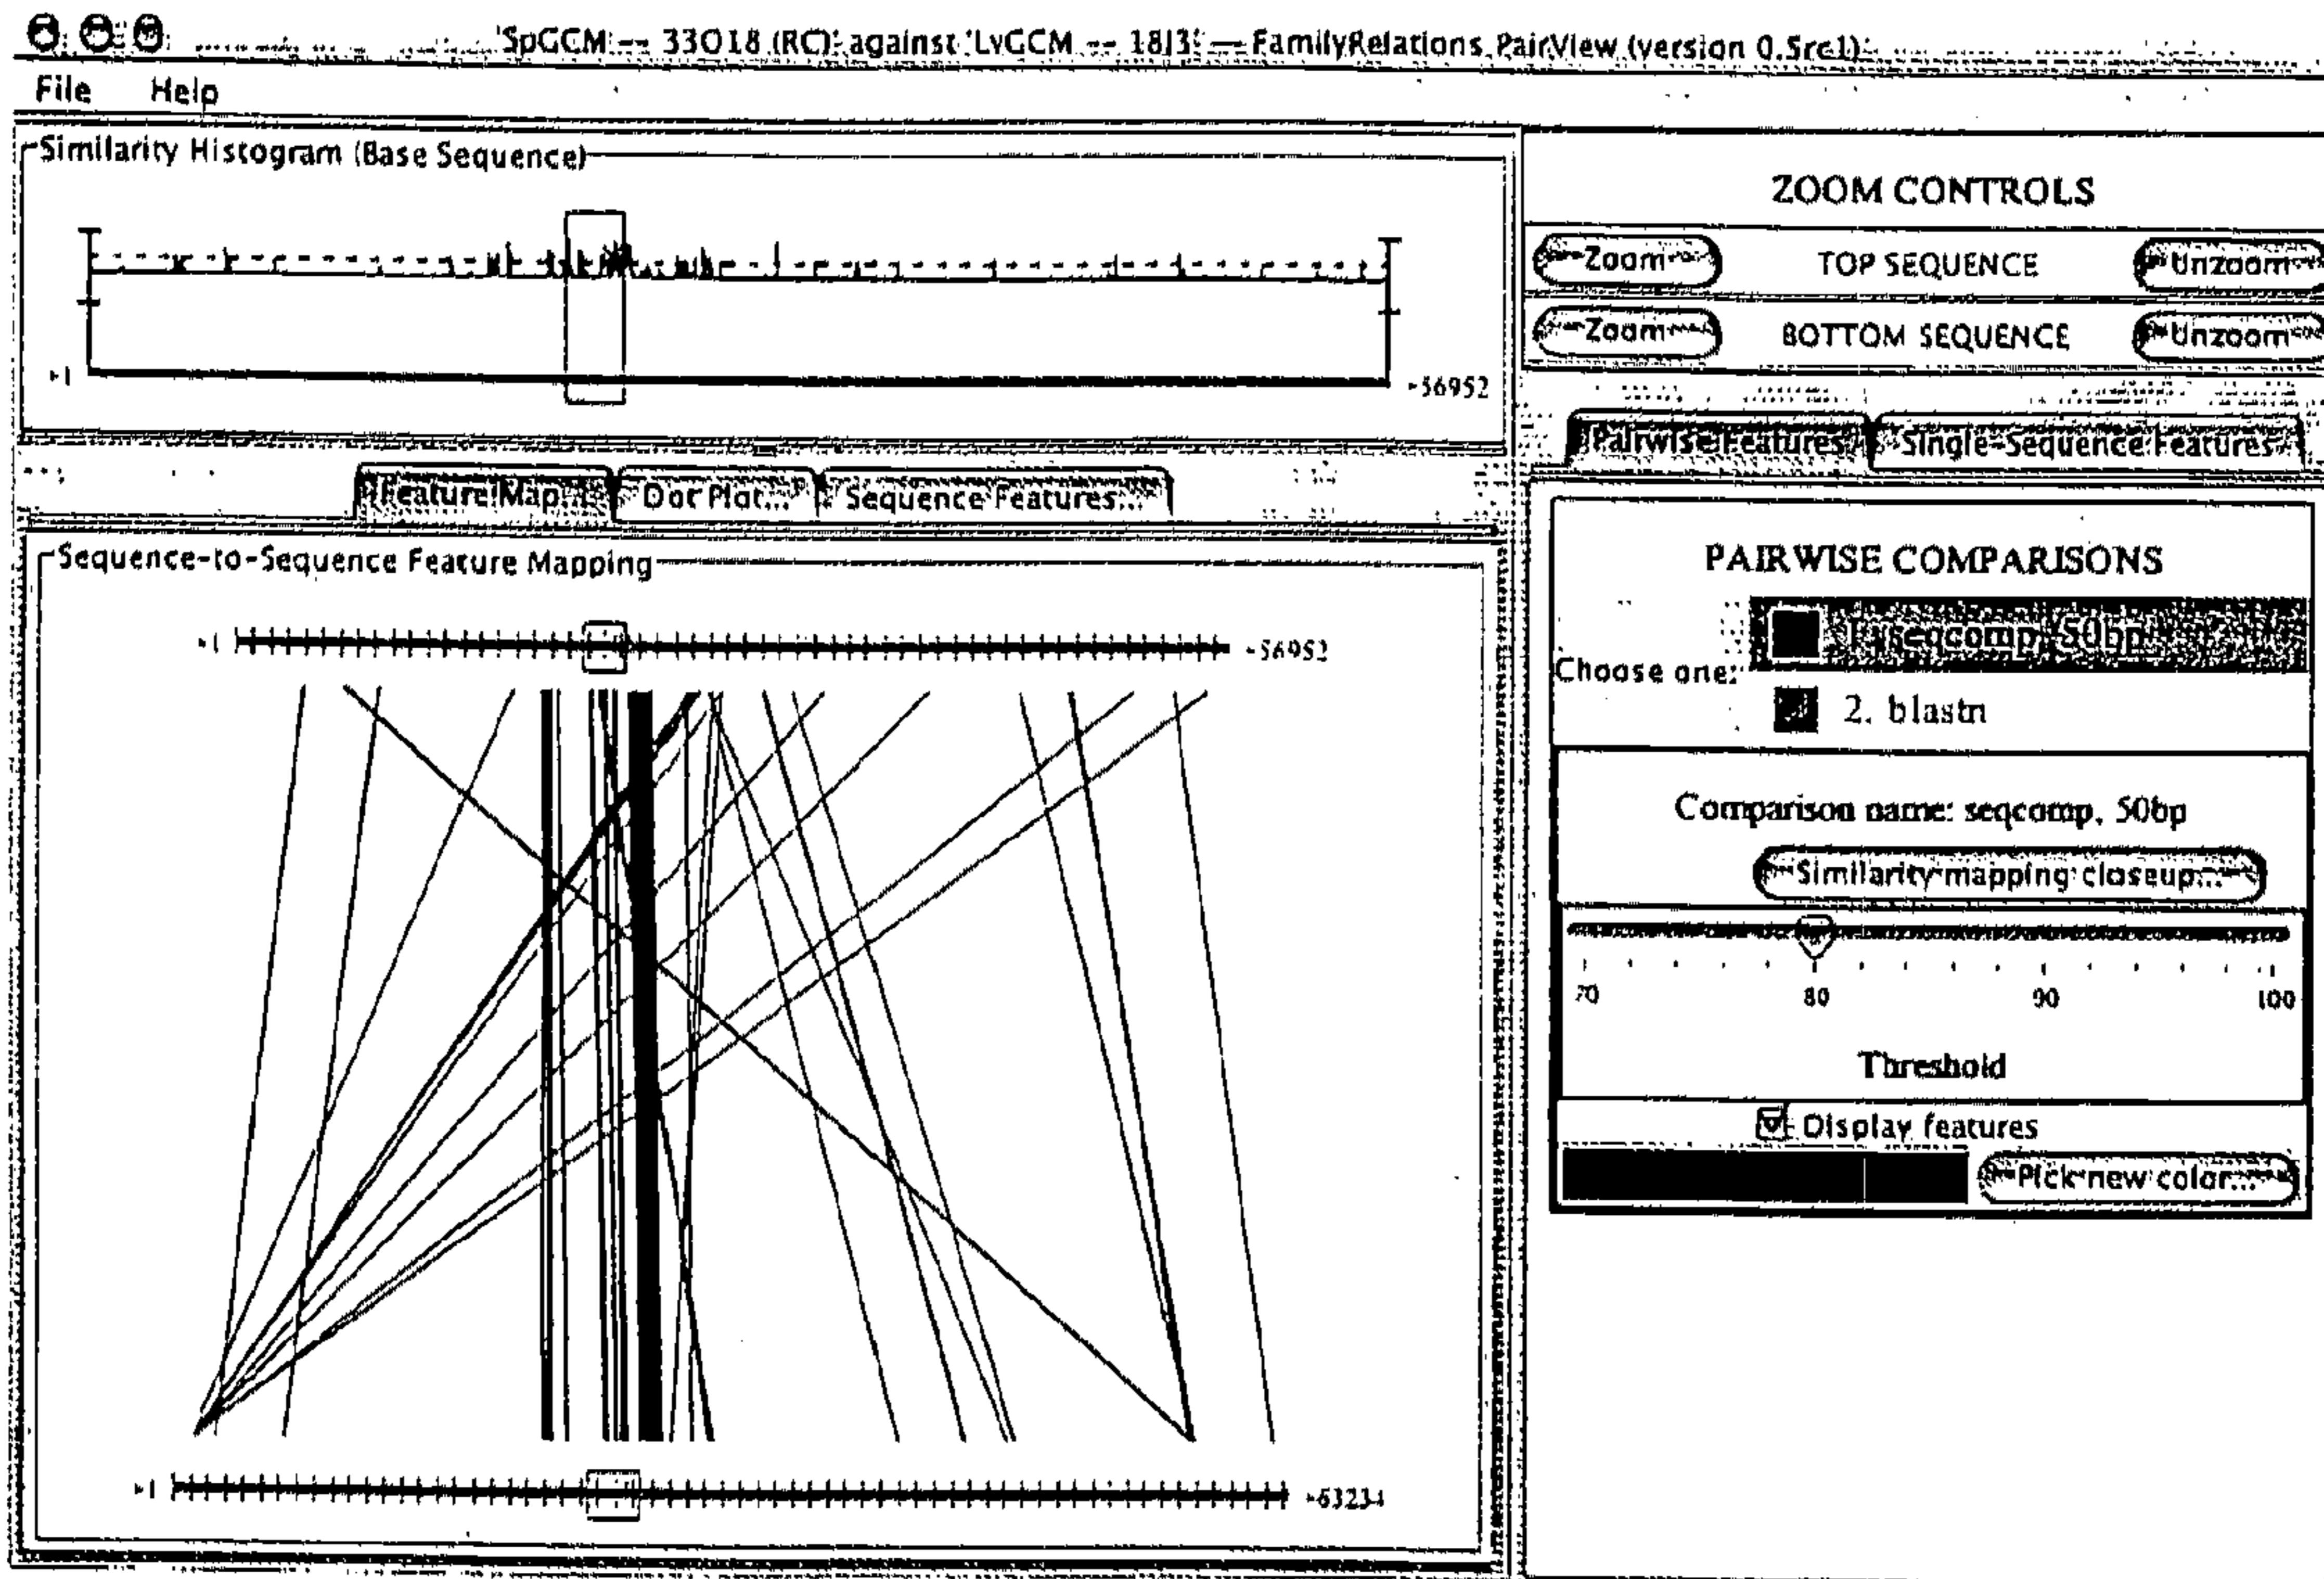 'SpGCM -- 33O18 (RC)' against 'LvGCM -- 18J3' -- FamilyRelations PairView (version 0.5rc1)
File Help
Similarity Histogram (Base Sequence)
1
56952
Feature Map... Dot Plot... Sequence Features...
Sequence-to-Sequence Feature Mapping
1
56952
1
63234
ZOOM CONTROLS
Zoom TOP SEQUENCE Unzoom
Zoom BOTTOM SEQUENCE Unzoom
Pairwise Features Single-Sequence Features
PAIRWISE COMPARISONS
Choose one:
1. seqcomp, 50bp
2. blastn
Comparison name: seqcomp, 50bp
Similarity mapping closeup...
70 80 90 100
Threshold
Display features
Pick new color...